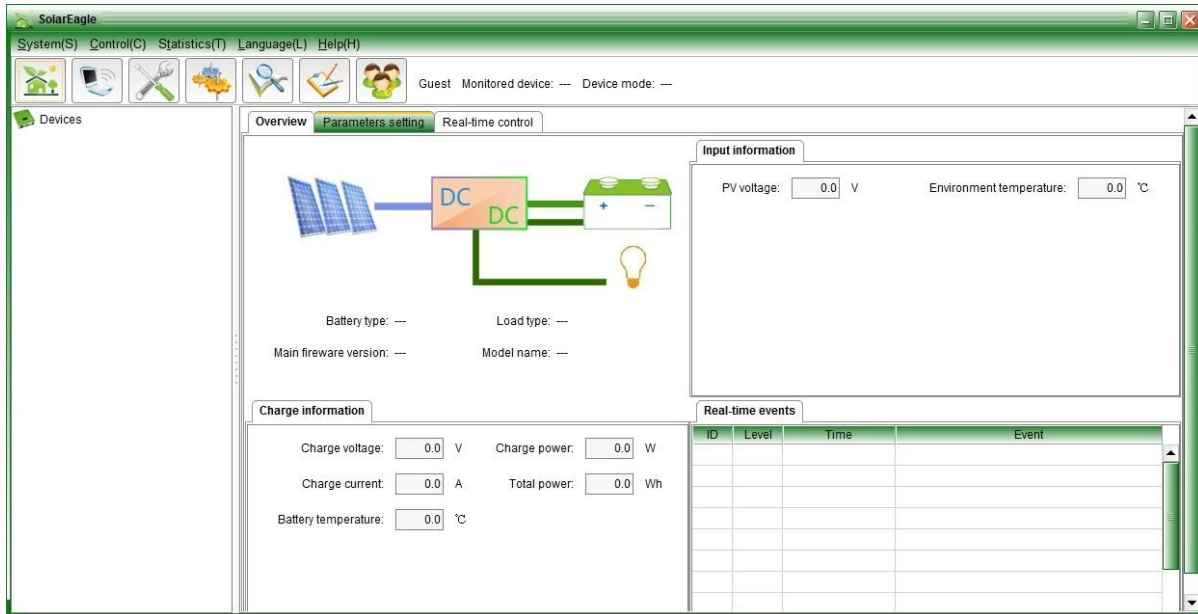 SolarEagle
System(S) Control(C) Statistics(T) Language(L) Help(H)
Guest Monitored device: --- Device mode: ---
Devices
Overview Parameters setting Real-time control
DC
DC
+ −
Battery type: --- Load type: ---
Main fireware version: --- Model name: ---
Input information
PV voltage: 0.0 V Environment temperature: 0.0 ℃
Charge information
Charge voltage: 0.0 V Charge power: 0.0 W
Charge current: 0.0 A Total power: 0.0 Wh
Battery temperature: 0.0 ℃
Real-time events
ID Level Time Event